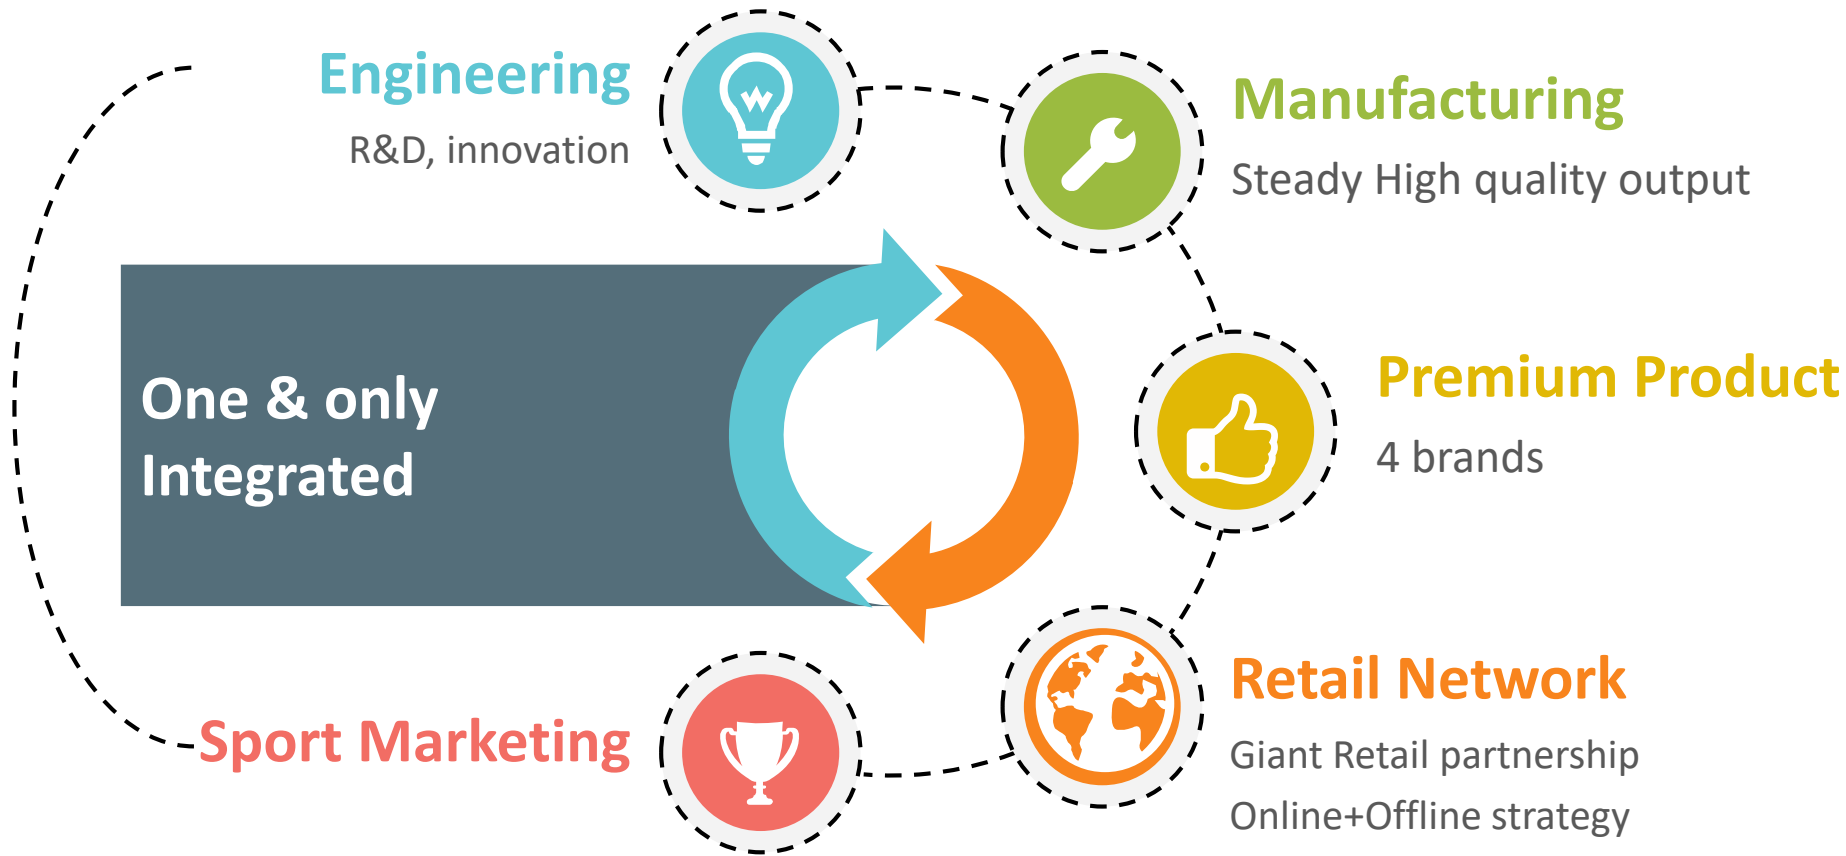 Engineering
R&D, innovation
Manufacturing
Steady High quality output
One & only
Integrated
Premium Product
4 brands
Retail Network
Giant Retail partnership
Online+Offline strategy
Sport Marketing